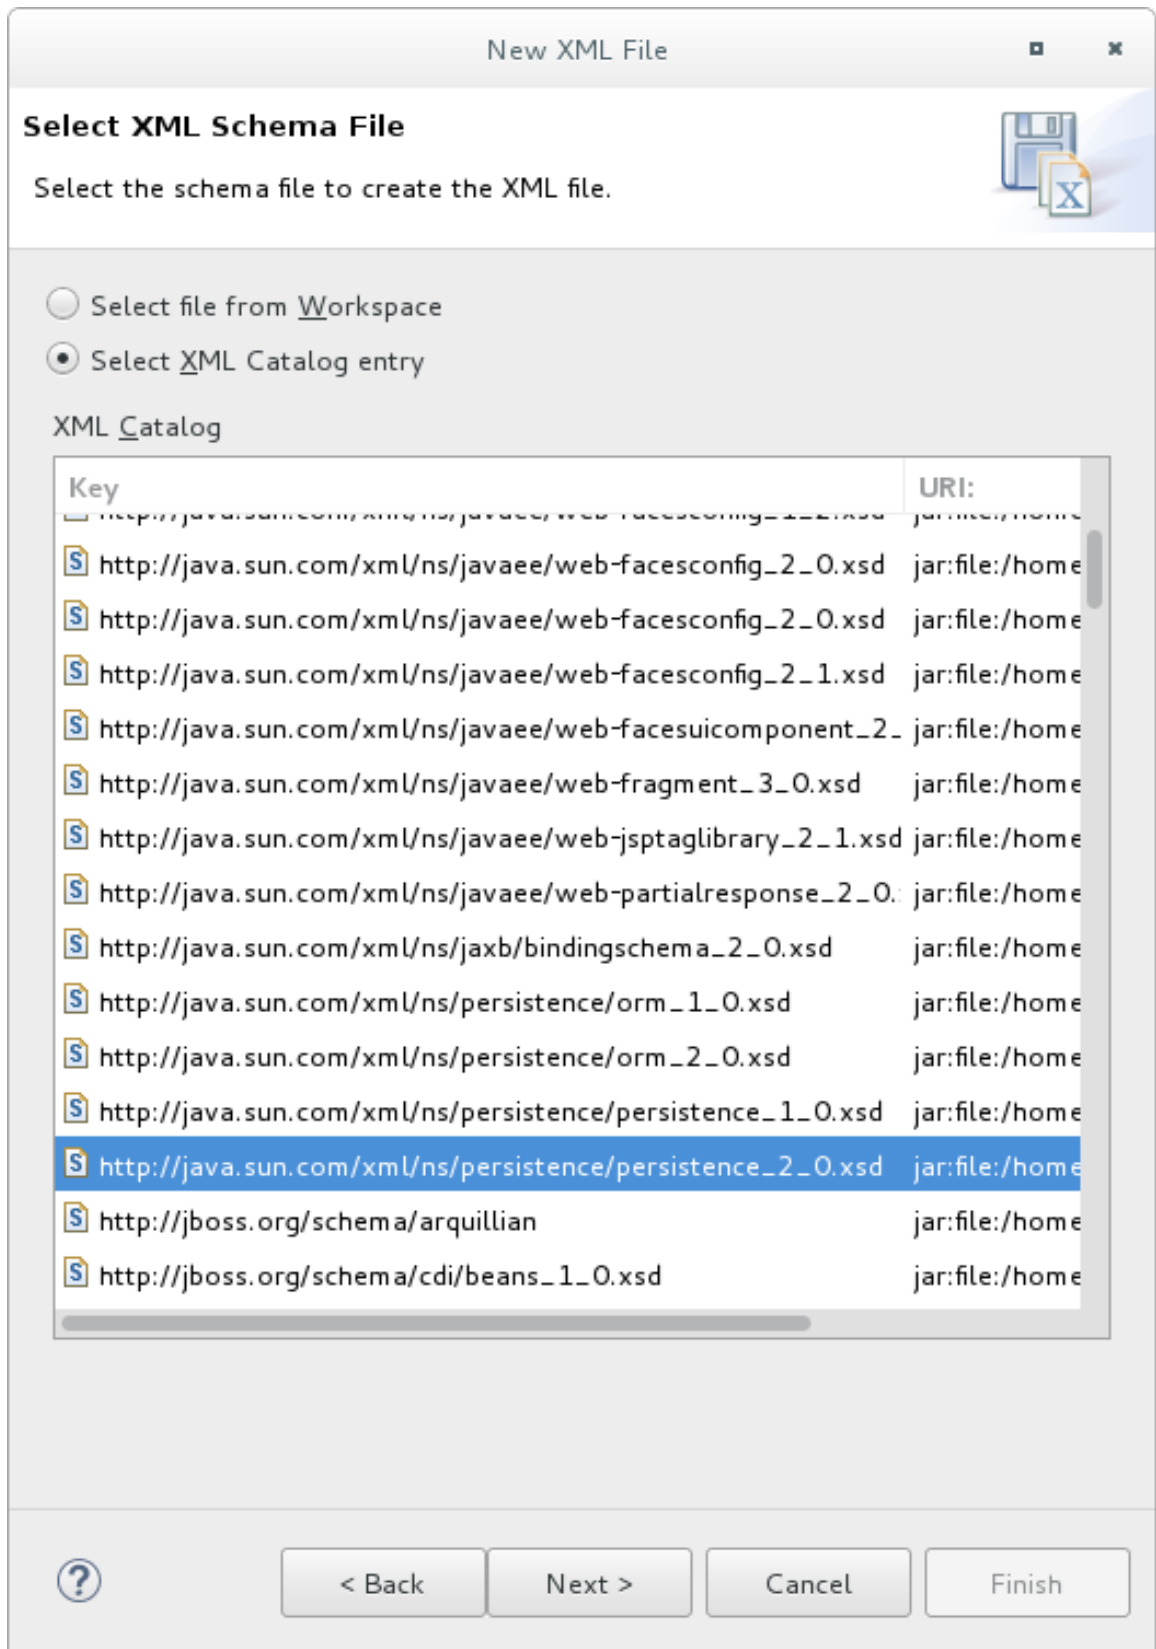 New XML File
Select XML Schema File
Select the schema file to create the XML file.
X
Select file from Workspace
Select XML Catalog entry
XML Catalog
Key URI:
S http://java.sun.com/xml/ns/javaee/web-facesconfig_2_0.xsd jar:file:/home
S http://java.sun.com/xml/ns/javaee/web-facesconfig_2_0.xsd jar:file:/home
S http://java.sun.com/xml/ns/javaee/web-facesconfig_2_1.xsd jar:file:/home
S http://java.sun.com/xml/ns/javaee/web-facesuicomponent_2_ jar:file:/home
S http://java.sun.com/xml/ns/javaee/web-fragment_3_0.xsd jar:file:/home
S http://java.sun.com/xml/ns/javaee/web-jsptaglibrary_2_1.xsd jar:file:/home
S http://java.sun.com/xml/ns/javaee/web-partialresponse_2_0. jar:file:/home
S http://java.sun.com/xml/ns/jaxb/bindingschema_2_0.xsd jar:file:/home
S http://java.sun.com/xml/ns/persistence/orm_1_0.xsd jar:file:/home
S http://java.sun.com/xml/ns/persistence/orm_2_0.xsd jar:file:/home
S http://java.sun.com/xml/ns/persistence/persistence_1_0.xsd jar:file:/home
S http://java.sun.com/xml/ns/persistence/persistence_2_0.xsd jar:file:/home
S http://jboss.org/schema/arquillian jar:file:/home
S http://jboss.org/schema/cdi/beans_1_0.xsd jar:file:/home
? < Back Next > Cancel Finish